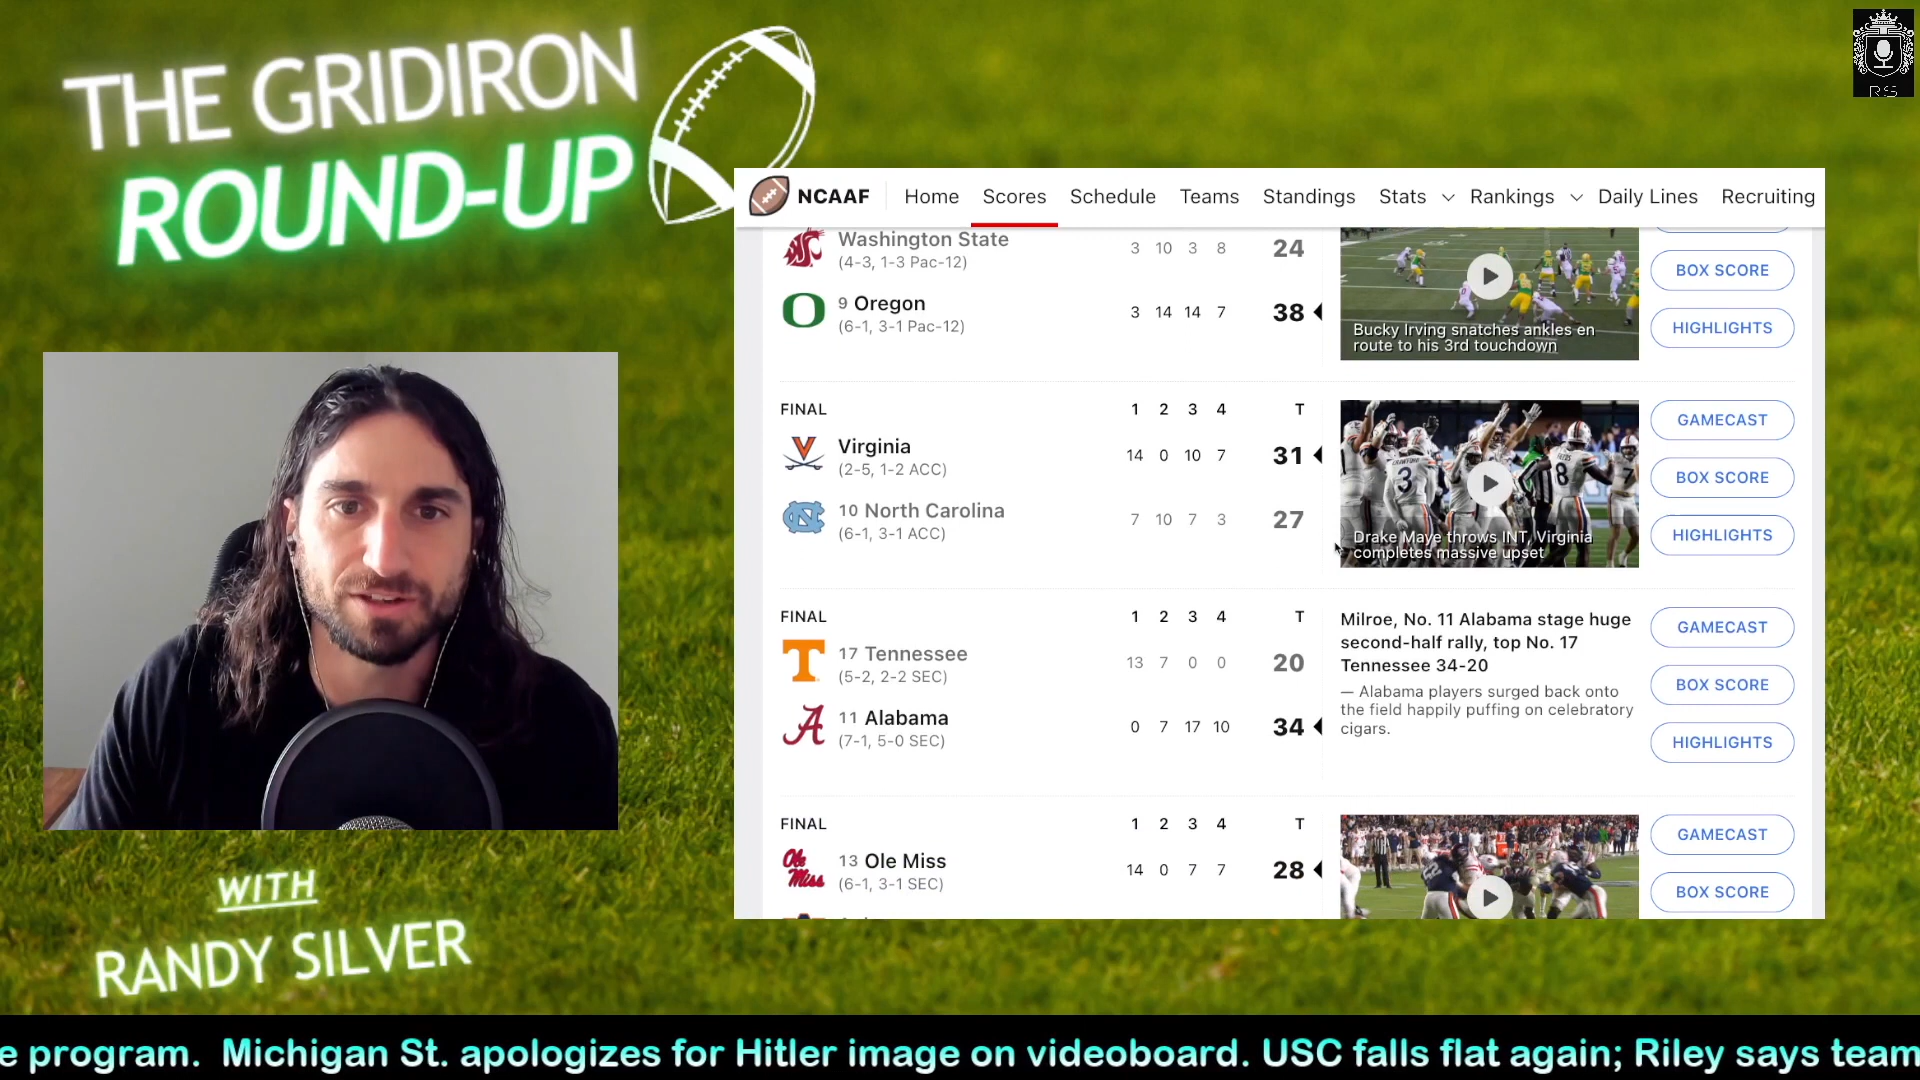 THE GRIDIRON
ROUND-UP
RS
NCAAF Home Scores Schedule Teams Standings Stats Rankings Daily Lines Recruiting
Washington State 3 10 3 8 24
(4-3, 1-3 Pac-12)
BOX SCORE
9 Oregon 3 14 14 7 38
(6-1, 3-1 Pac-12)
Bucky Irving snatches ankles en
route to his 3rd touchdown
HIGHLIGHTS
FINAL 1 2 3 4 T
GAMECAST
Virginia 14 0 10 7 31
(2-5, 1-2 ACC)
BOX SCORE
10 North Carolina 7 10 7 3 27
(6-1, 3-1 ACC)
CRAWFORD
3
8
7
Drake Maye throws INT, Virginia
completes massive upset
HIGHLIGHTS
FINAL 1 2 3 4 T
17 Tennessee 13 7 0 0 20
(5-2, 2-2 SEC)
11 Alabama 0 7 17 10 34
(7-1, 5-0 SEC)
Milroe, No. 11 Alabama stage huge
second-half rally, top No. 17
Tennessee 34-20
— Alabama players surged back onto
the field happily puffing on celebratory
cigars.
GAMECAST
BOX SCORE
HIGHLIGHTS
FINAL 1 2 3 4 T
Ole Miss
13 Ole Miss 14 0 7 7 28
(6-1, 3-1 SEC)
GAMECAST
BOX SCORE
WITH
RANDY SILVER
e program. Michigan St. apologizes for Hitler image on videoboard. USC falls flat again; Riley says team